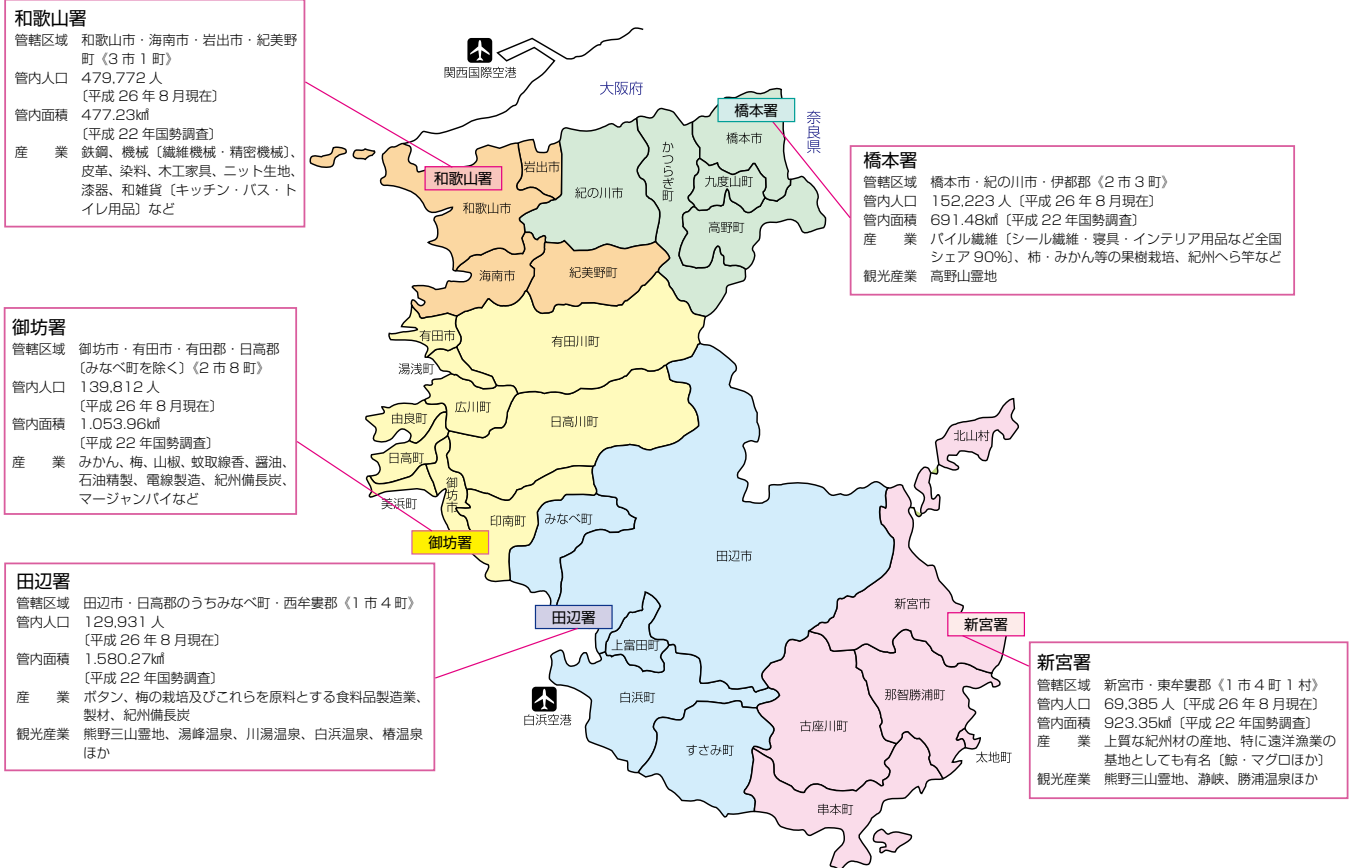 和歌山署
管轄区域 和歌山市・海南市・岩出市・紀美野
町《3市1町》
管内人口 479,772人
〔平成26年8月現在〕
管内面積 477.23㎢
〔平成22年国勢調査〕
産業 鉄鋼、機械〔繊維機械・精密機械〕、
皮革、染料、木工家具、ニット生地、
漆器、和雑貨〔キッチン・バス・ト
イレ用品〕など
御坊署
管轄区域 御坊市・有田市・有田郡・日高郡
〔みなべ町を除く〕《2市8町》
管内人口 139,812人
〔平成26年8月現在〕
管内面積 1.053.96㎢
〔平成22年国勢調査〕
産業 みかん、梅、山椒、蚊取線香、醤油、
石油精製、電線製造、紀州備長炭、
マージャンパイなど
田辺署
管轄区域 田辺市・日高郡のうちみなべ町・西牟婁郡《1市4町》
管内人口 129,931人
〔平成26年8月現在〕
管内面積 1.580.27㎢
〔平成22年国勢調査〕
産業 ボタン、梅の栽培及びこれらを原料とする食料品製造業、
製材、紀州備長炭
観光産業 熊野三山霊地、湯峰温泉、川湯温泉、白浜温泉、椿温泉
ほか
橋本署
管轄区域 橋本市・紀の川市・伊都郡《2市3町》
管内人口 152,223人〔平成26年8月現在〕
管内面積 691.48㎢〔平成22年国勢調査〕
産業 パイル繊維〔シール繊維・寝具・インテリア用品など全国
シェア90%〕、柿・みかん等の果樹栽培、紀州へら竿など
観光産業 高野山霊地
新宮署
管轄区域 新宮市・東牟婁郡《1市4町1村》
管内人口 69,385人〔平成26年8月現在〕
管内面積 923.35㎢〔平成22年国勢調査〕
産業 上質な紀州材の産地、特に遠洋漁業の
基地としても有名〔鯨・マグロほか〕
観光産業 熊野三山霊地、瀞峡、勝浦温泉ほか
関西国際空港
大阪府
奈良県
橋本署
橋本市
かつらぎ町
九度山町
高野町
紀の川市
岩出市
和歌山署
和歌山市
海南市
紀美野町
有田市
有田川町
湯浅町
広川町
由良町
日高川町
日高町
御坊市
美浜町
印南町
御坊署
みなべ町
田辺市
北山村
田辺署
上富田町
白浜空港
白浜町
すさみ町
新宮市
新宮署
那智勝浦町
古座川町
太地町
串本町